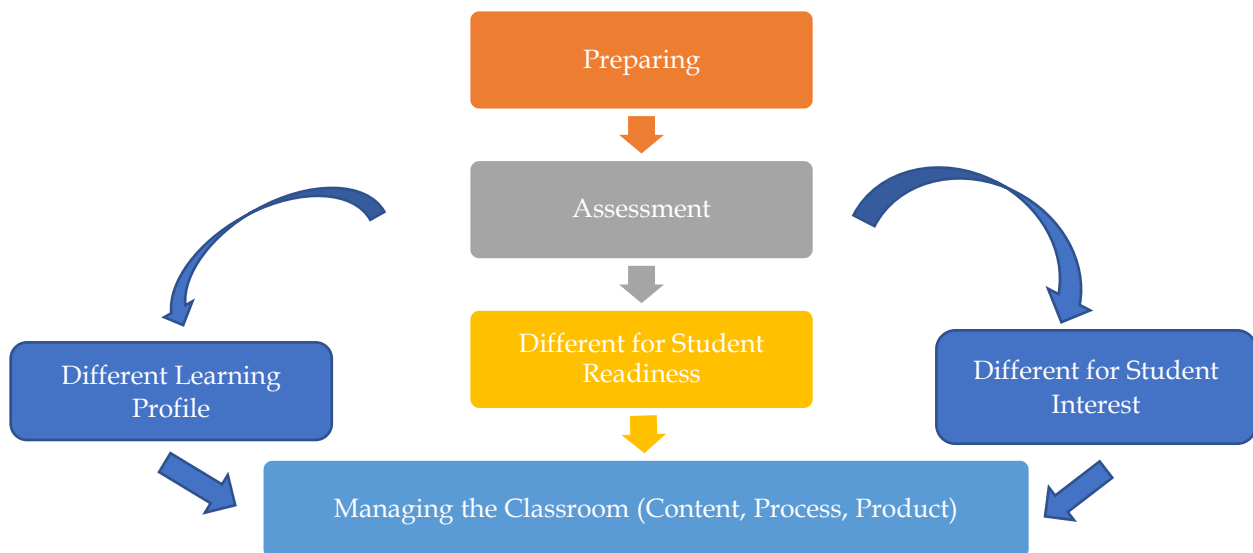 Preparing
Assessment
Different for Student
Readiness
Different Learning
Profile
Different for Student
Interest
Managing the Classroom (Content, Process, Product)